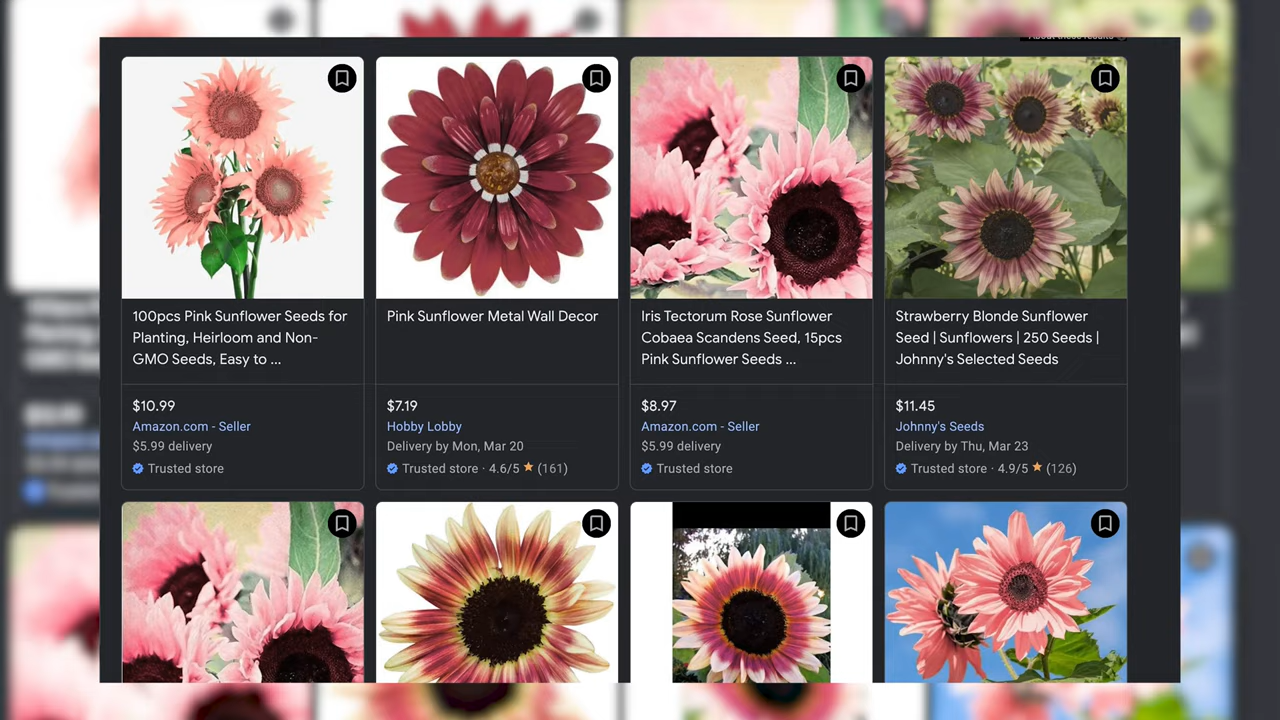 About these results
100pcs Pink Sunflower Seeds for
Planting, Heirloom and Non-
GMO Seeds, Easy to ...
$10.99
Amazon.com - Seller
$5.99 delivery
Trusted store
Pink Sunflower Metal Wall Decor
$7.19
Hobby Lobby
Delivery by Mon, Mar 20
Trusted store · 4.6/5 ★ (161)
Iris Tectorum Rose Sunflower
Cobaea Scandens Seed, 15pcs
Pink Sunflower Seeds ...
$8.97
Amazon.com - Seller
$5.99 delivery
Trusted store
Strawberry Blonde Sunflower
Seed | Sunflowers | 250 Seeds |
Johnny's Selected Seeds
$11.45
Johnny's Seeds
Delivery by Thu, Mar 23
Trusted store · 4.9/5 ★ (126)